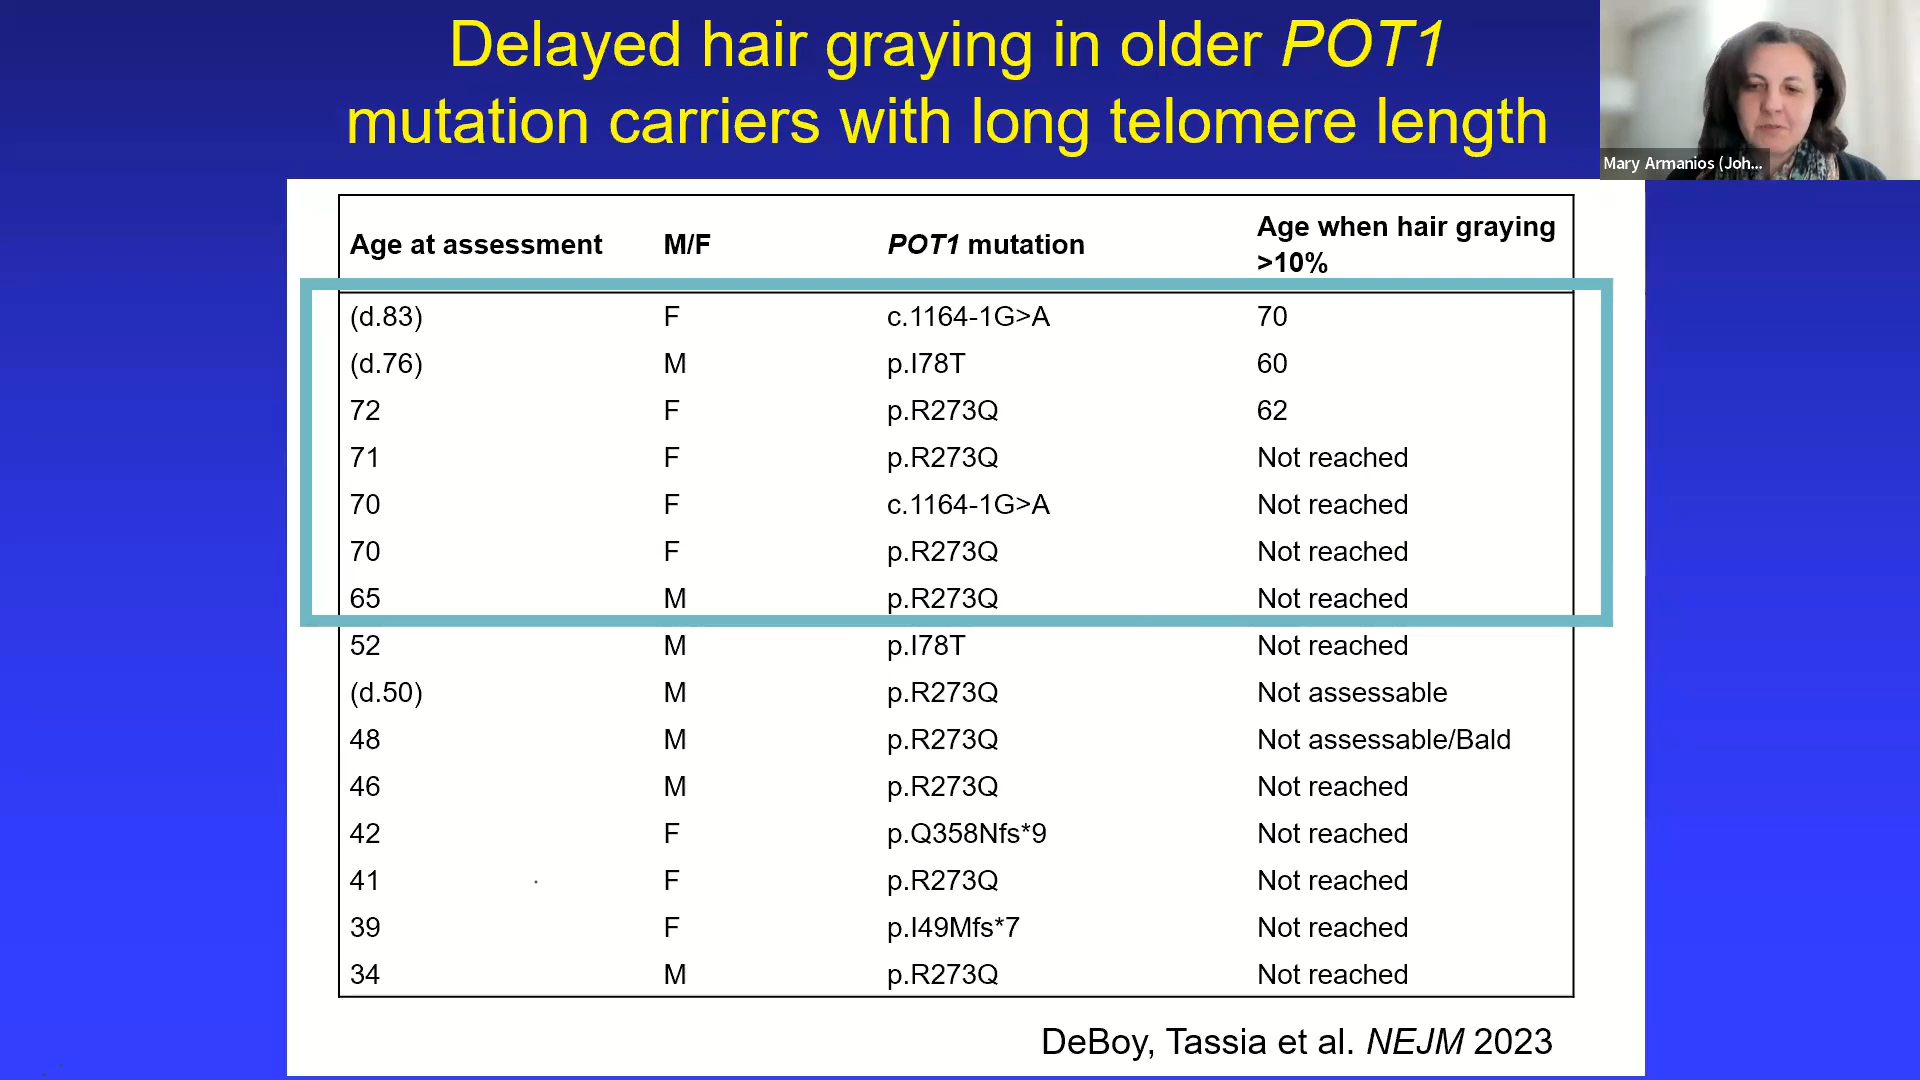 Delayed hair graying in older POT1
mutation carriers with long telomere length
Mary Armanios (Joh...
Age at assessment M/F POT1 mutation Age when hair graying >10%
(d.83) F c.1164-1G>A 70
(d.76) M p.I78T 60
72 F p.R273Q 62
71 F p.R273Q Not reached
70 F c.1164-1G>A Not reached
70 F p.R273Q Not reached
65 M p.R273Q Not reached
52 M p.I78T Not reached
(d.50) M p.R273Q Not assessable
48 M p.R273Q Not assessable/Bald
46 M p.R273Q Not reached
42 F p.Q358Nfs*9 Not reached
41 F p.R273Q Not reached
39 F p.I49Mfs*7 Not reached
34 M p.R273Q Not reached
DeBoy, Tassia et al. NEJM 2023